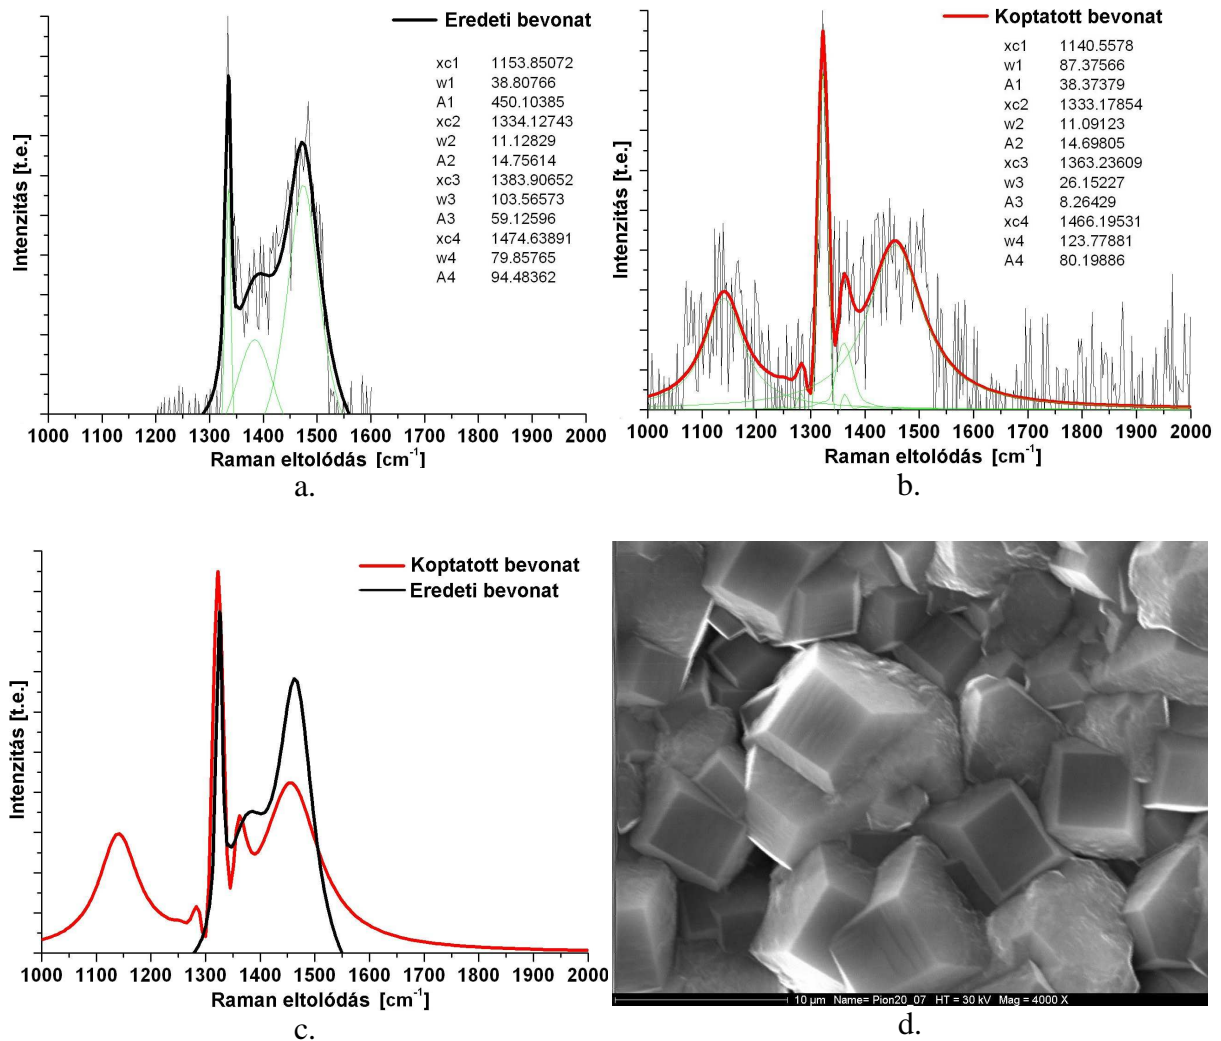 Eredeti bevonat
xc1 1153.85072
w1 38.80766
A1 450.10385
xc2 1334.12743
w2 11.12829
A2 14.75614
xc3 1383.90652
w3 103.56573
A3 59.12596
xc4 1474.63891
w4 79.85765
A4 94.48362
Intenzitás [t.e.]
1000 1100 1200 1300 1400 1500 1600 1700 1800 1900 2000
Raman eltolódás [cm⁻¹]
a.
Koptatott bevonat
xc1 1140.5578
w1 87.37566
A1 38.37379
xc2 1333.17854
w2 11.09123
A2 14.69805
xc3 1363.23609
w3 26.15227
A3 8.26429
xc4 1466.19531
w4 123.77881
A4 80.19886
Intenzitás [t.e.]
1000 1100 1200 1300 1400 1500 1600 1700 1800 1900 2000
Raman eltolódás [cm⁻¹]
b.
Koptatott bevonat
Eredeti bevonat
Intenzitás [t.e.]
1000 1100 1200 1300 1400 1500 1600 1700 1800 1900 2000
Raman eltolódás [cm⁻¹]
c.
10 µm Name= Pion20_07 HT = 30 kV Mag = 4000 X
d.